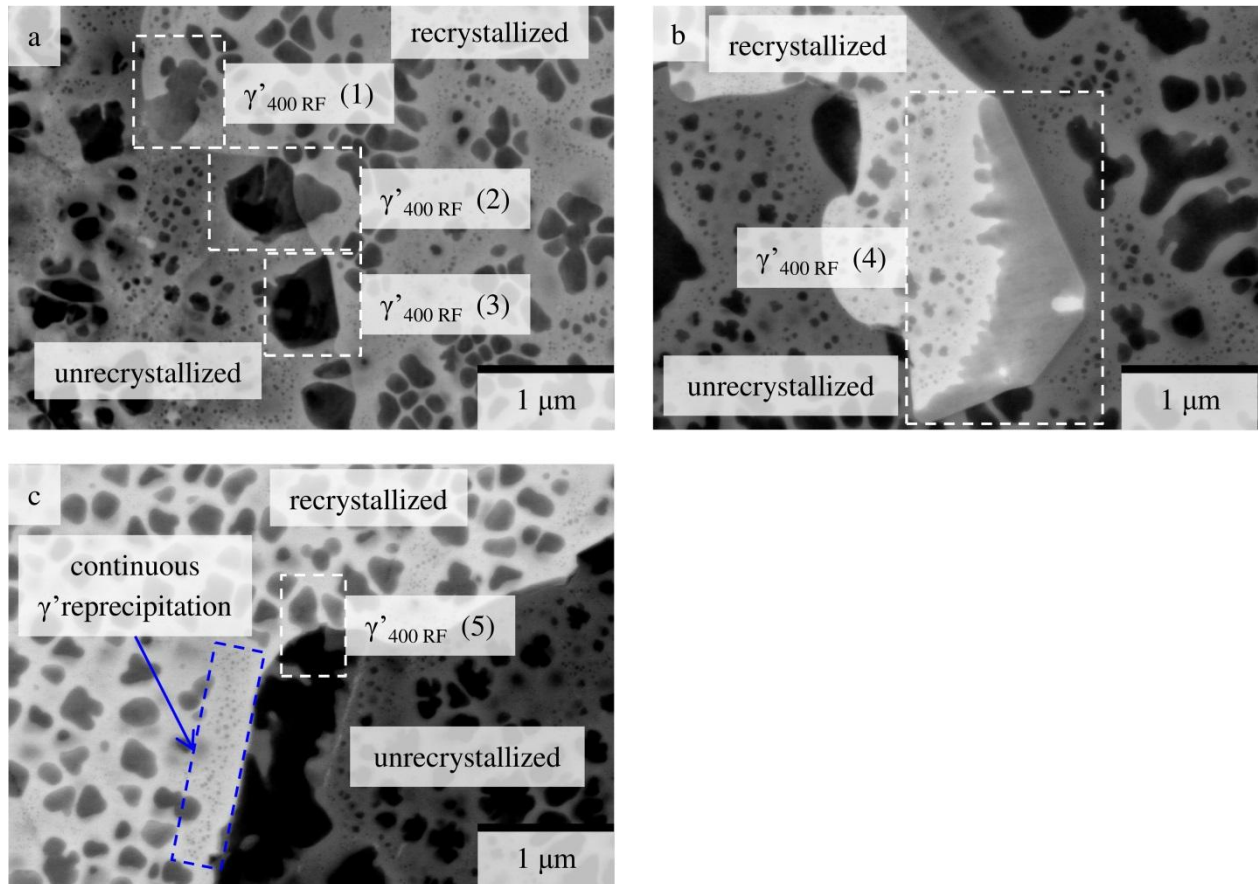 a
recrystallized
γ'400 RF (1)
γ'400 RF (2)
γ'400 RF (3)
unrecrystallized
1 μm
b
recrystallized
γ'400 RF (4)
unrecrystallized
1 μm
c
recrystallized
continuous
γ'reprecipitation
γ'400 RF (5)
unrecrystallized
1 μm